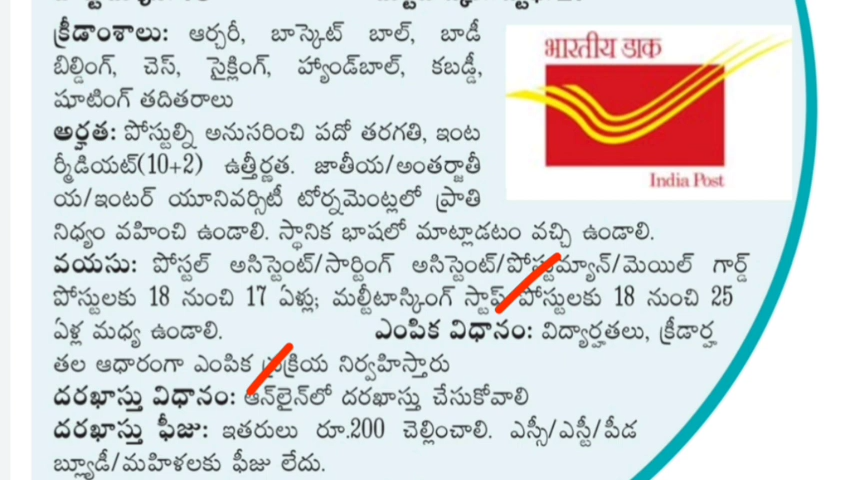 క్రీడాంశాలు: ఆర్చరీ, బాస్కెట్ బాల్, బాడీ
బిల్డింగ్, చెస్, సైక్లింగ్, హ్యాండ్‌బాల్, కబడ్డీ,
షూటింగ్ తదితరాలు
भारतीय डाक
India Post
అర్హత: పోస్టుల్ని అనుసరించి పదో తరగతి, ఇంట
ర్మీడియట్(10+2) ఉత్తీర్ణత. జాతీయ/అంతర్జాతీ
య/ఇంటర్ యూనివర్సిటీ టోర్నమెంట్లలో ప్రాతి
నిధ్యం వహించి ఉండాలి. స్థానిక భాషలో మాట్లాడటం వచ్చి ఉండాలి.
వయసు: పోస్టల్ అసిస్టెంట్/సార్టింగ్ అసిస్టెంట్/పోస్టుమ్యాన్/మెయిల్ గార్డ్
పోస్టులకు 18 నుంచి 17 ఏళ్లు; మల్టీటాస్కింగ్ స్టాఫ్ పోస్టులకు 18 నుంచి 25
ఏళ్ల మధ్య ఉండాలి. ఎంపిక విధానం: విద్యార్హతలు, క్రీడార్హ
తల ఆధారంగా ఎంపిక ప్రక్రియ నిర్వహిస్తారు
దరఖాస్తు విధానం: ఆన్‌లైన్‌లో దరఖాస్తు చేసుకోవాలి
దరఖాస్తు ఫీజు: ఇతరులు రూ.200 చెల్లించాలి. ఎస్సీ/ఎస్టీ/పీడ
బ్ల్యూడీ/మహిళలకు ఫీజు లేదు.